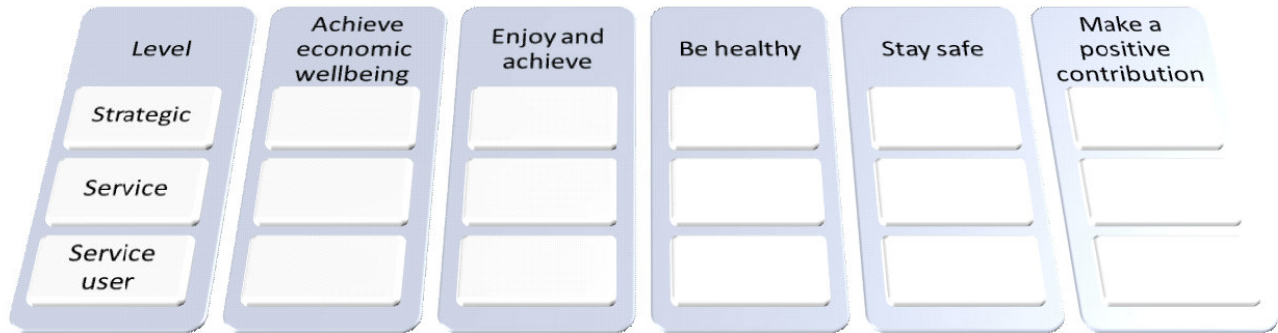 Level
Achieve
economic
wellbeing
Enjoy and
achieve
Be healthy
Stay safe
Make a
positive
contribution
Strategic
Service
Service
user